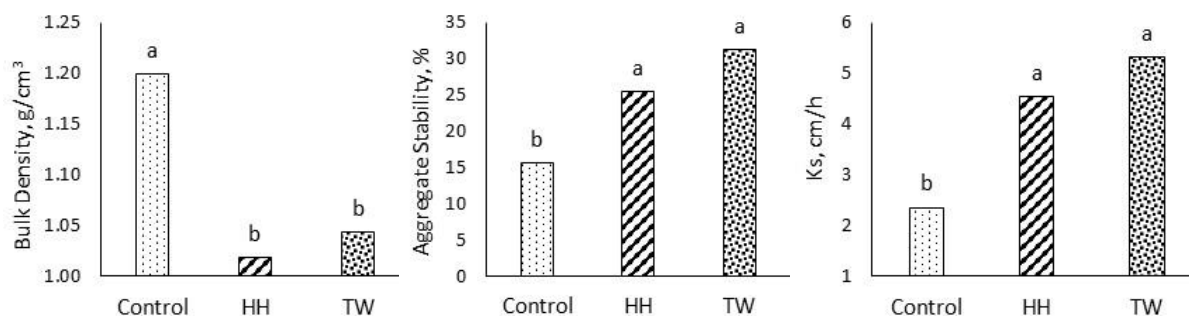 Bulk Density, g/cm³
1.25
1.20
1.15
1.10
1.05
1.00
a
b
b
Control HH TW
Aggregate Stability, %
35
30
25
20
15
10
5
0
b
a
a
Control HH TW
Ks, cm/h
6
5
4
3
2
1
b
a
a
Control HH TW